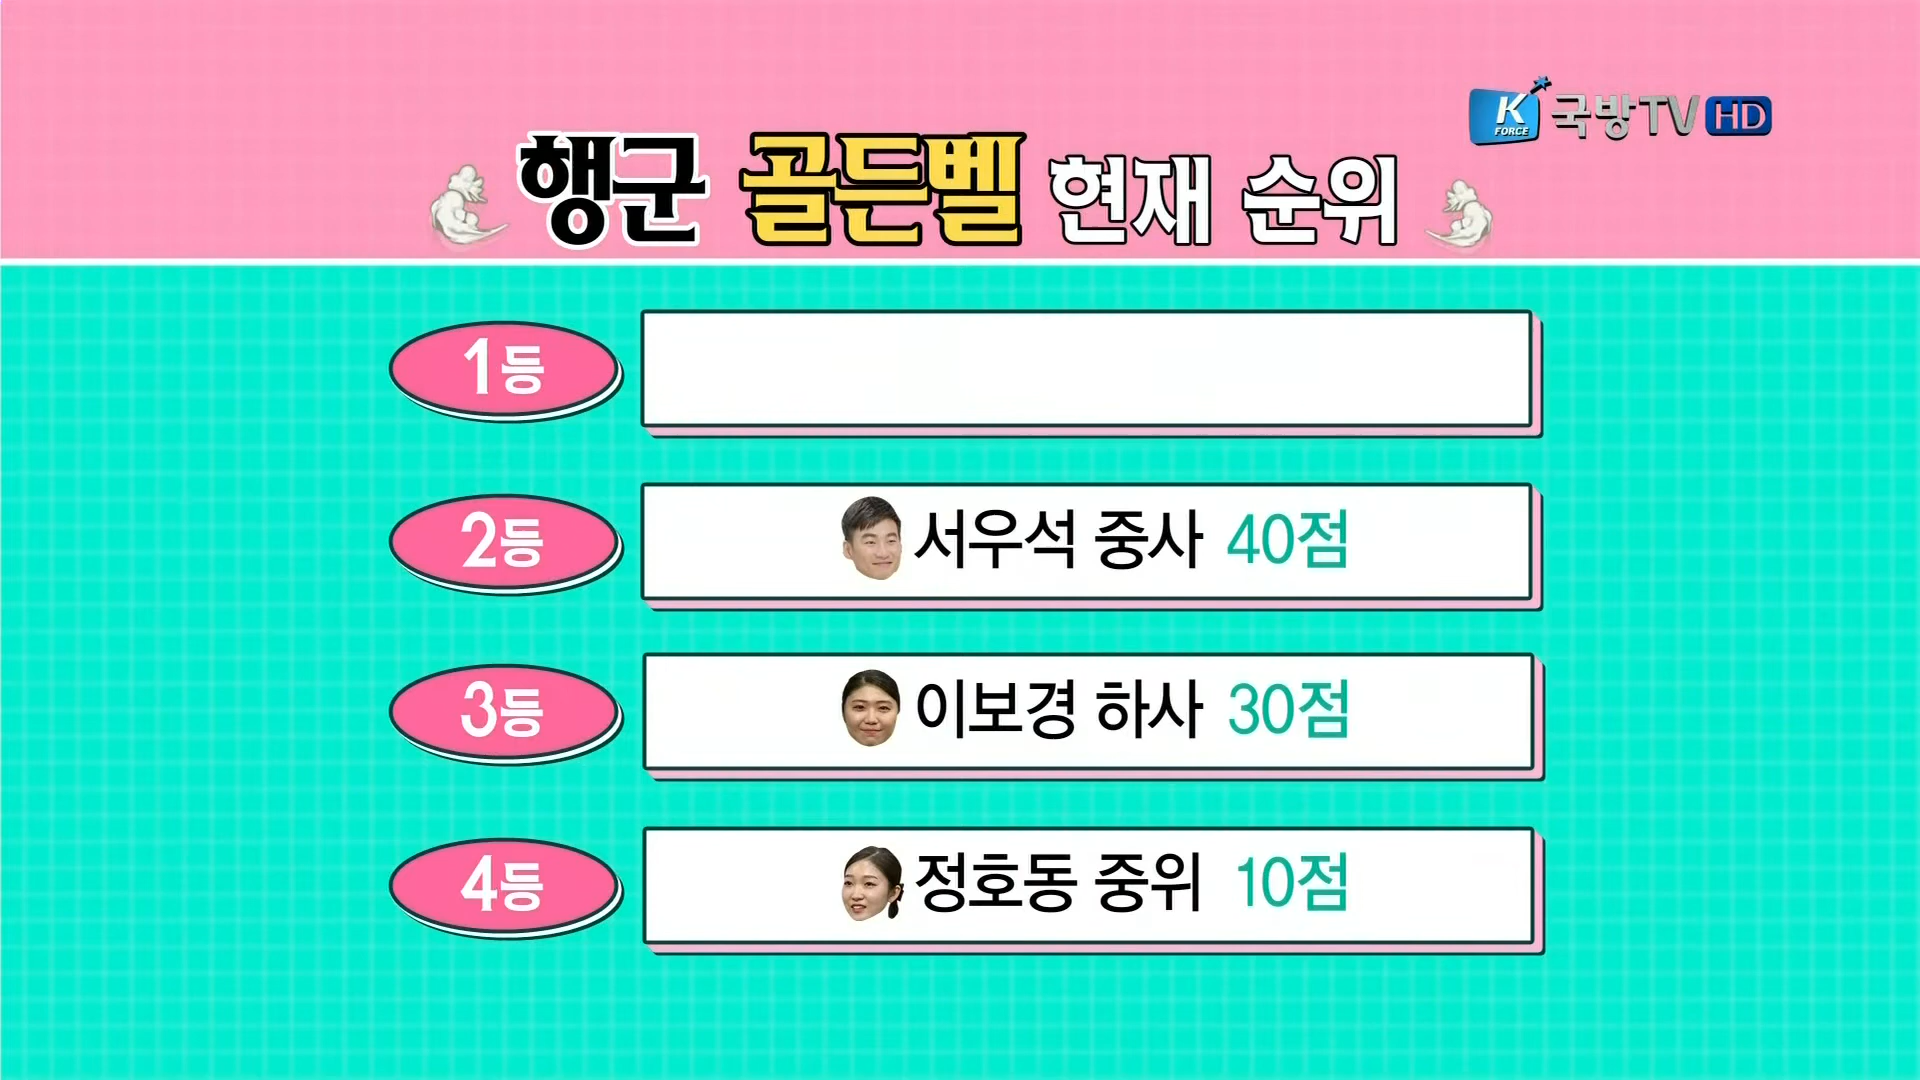 K FORCE 국방TV HD
행군 골든벨 현재 순위
1등
2등 서우석 중사 40점
3등 이보경 하사 30점
4등 정호동 중위 10점